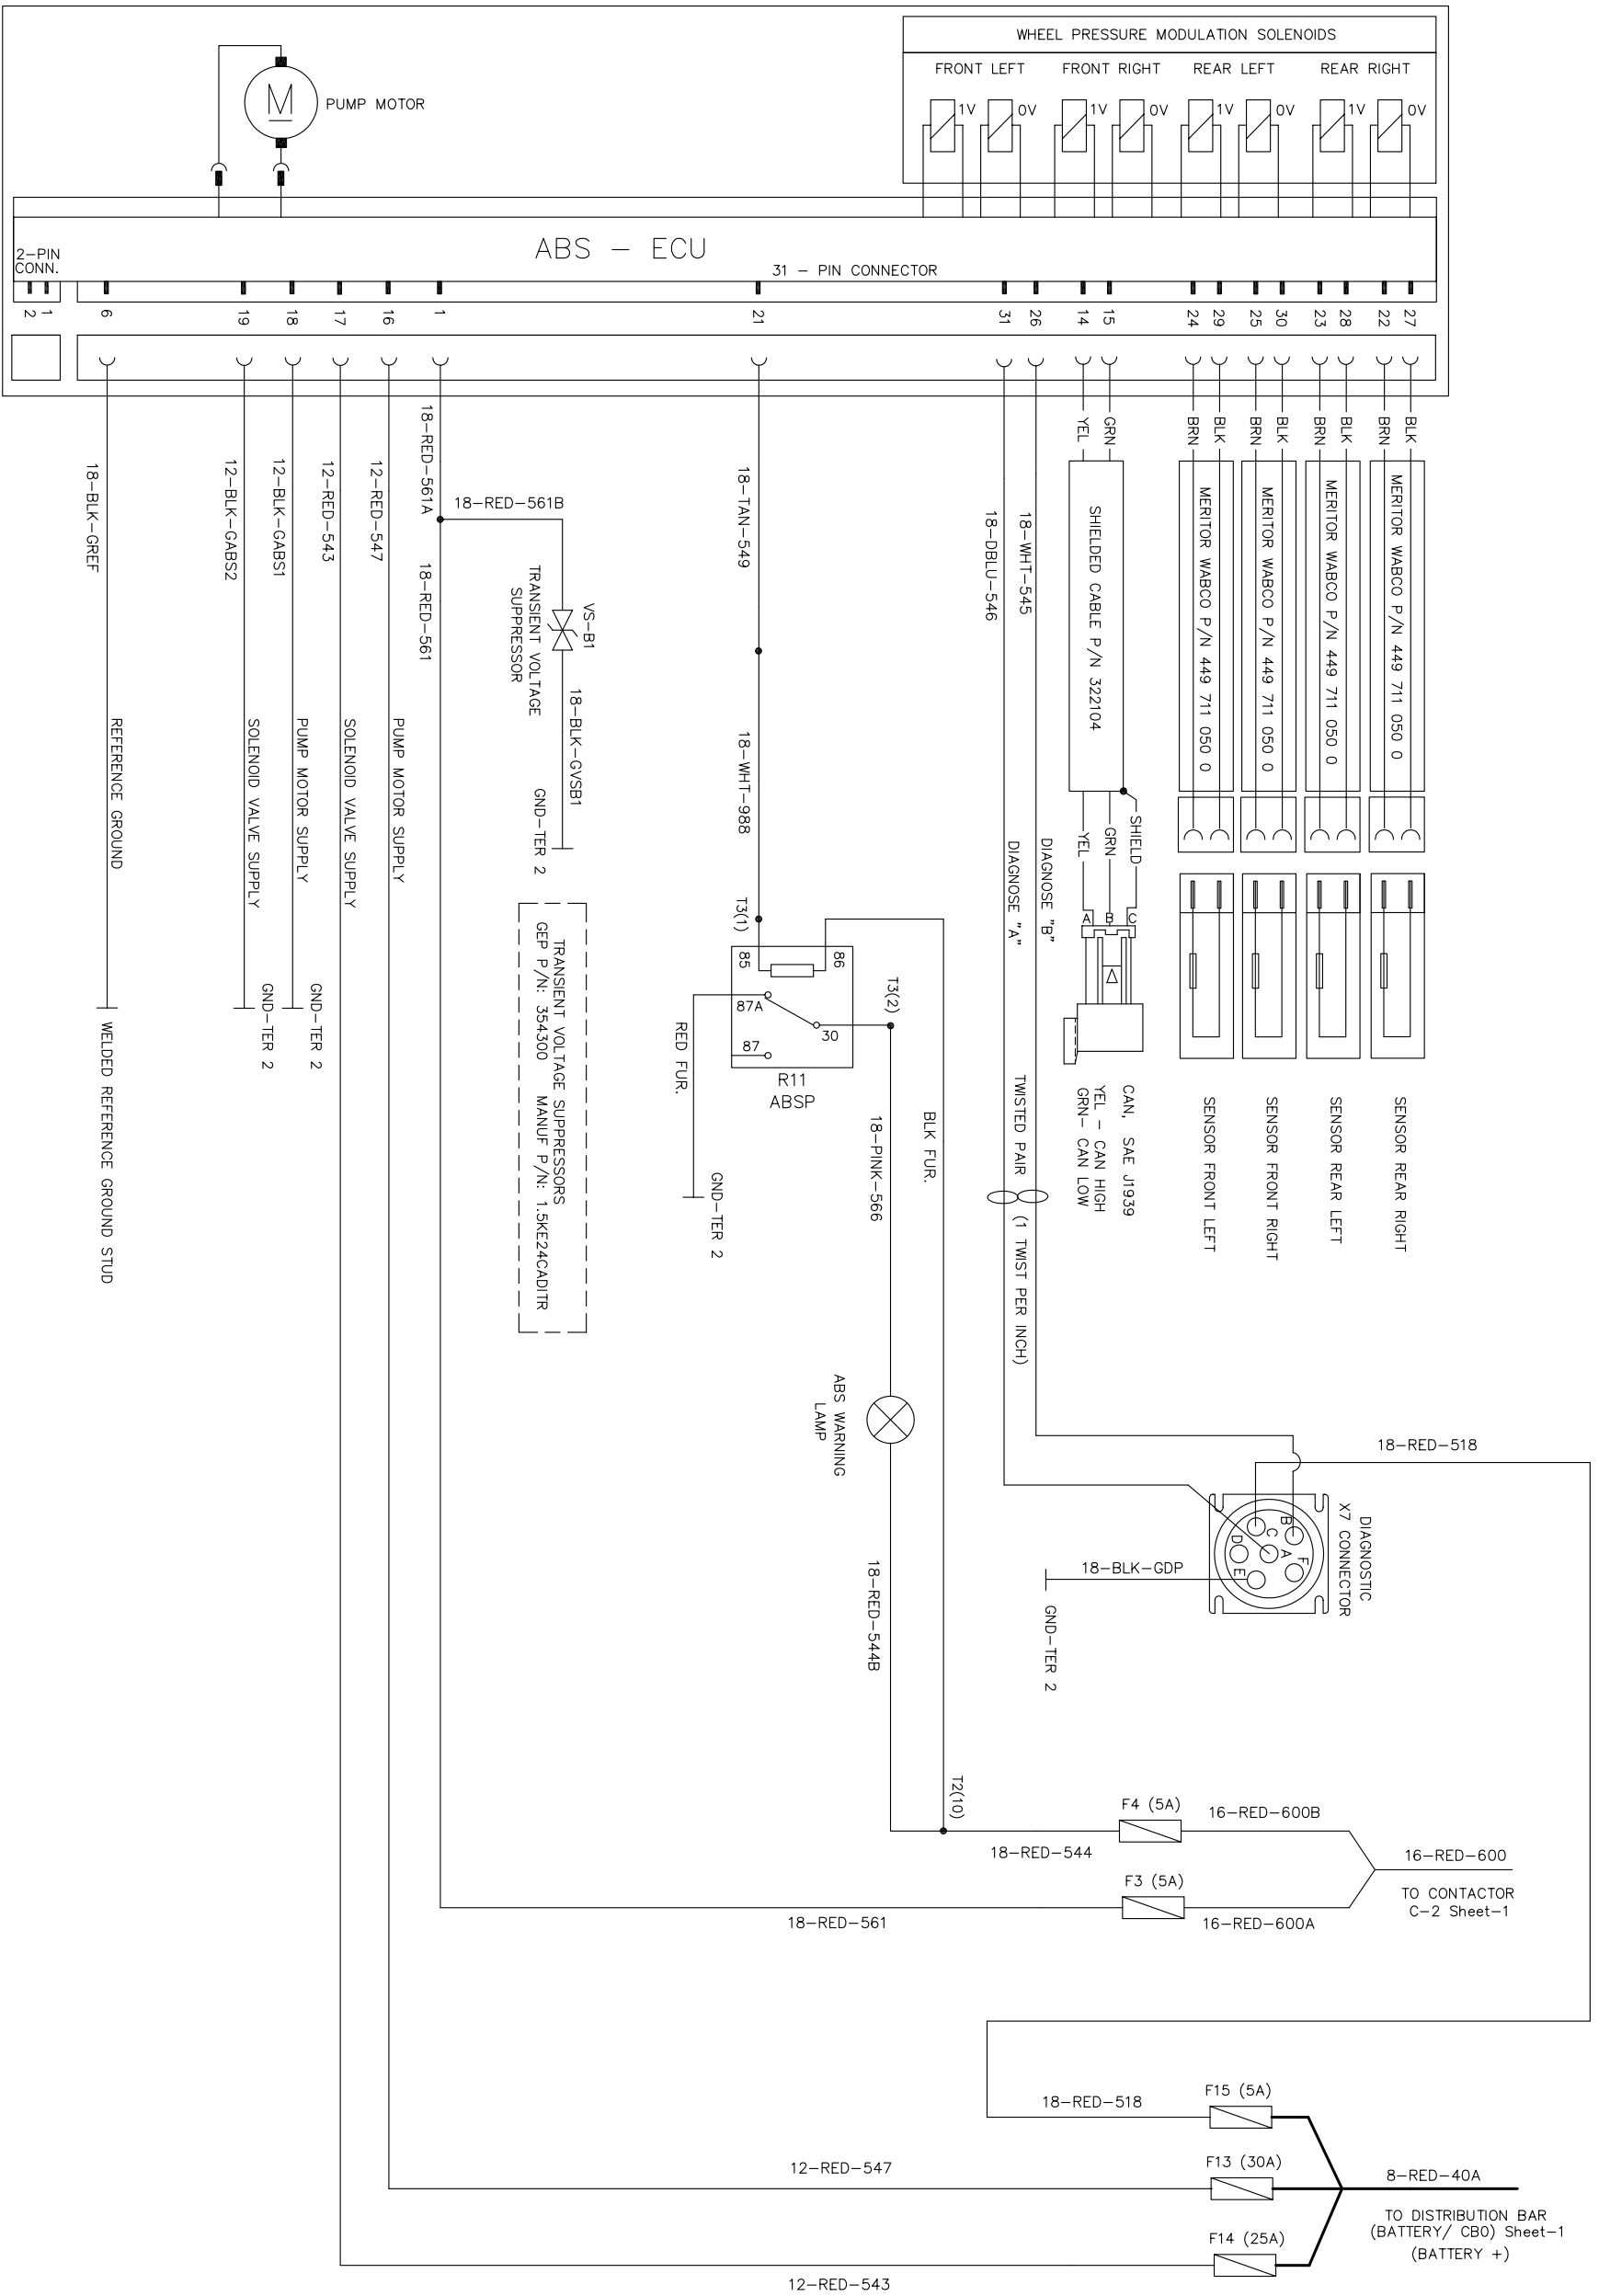 WHEEL PRESSURE MODULATION SOLENOIDS
FRONT LEFT
FRONT RIGHT
REAR LEFT
REAR RIGHT
1V
0V
1V
0V
1V
0V
1V
0V
M
PUMP MOTOR
ABS – ECU
2–PIN
CONN.
31 – PIN CONNECTOR
2
1
6
19
18
17
16
1
21
31
26
14
15
24
29
25
30
23
28
22
27
18–BLK–GREF
REFERENCE GROUND
WELDED REFERENCE GROUND STUD
12–BLK–GABS2
SOLENOID VALVE SUPPLY
GND–TER 2
12–BLK–GABS1
PUMP MOTOR SUPPLY
GND–TER 2
12–RED–543
SOLENOID VALVE SUPPLY
12–RED–547
PUMP MOTOR SUPPLY
18–RED–561A
18–RED–561
18–RED–561B
VS–B1
TRANSIENT VOLTAGE
SUPPRESSOR
18–BLK–GVSB1
GND–TER 2
TRANSIENT VOLTAGE SUPPRESSORS
GEP P/N: 354300 MANUF P/N: 1.5KE24CADITR
18–TAN–549
18–WHT–988
T3(1)
85
86
87A
30
87
R11
ABSP
RED FUR.
GND–TER 2
T3(2)
18–PINK–566
BLK FUR.
ABS WARNING
LAMP
18–RED–544B
T2(10)
18–DBLU–546
18–WHT–545
DIAGNOSE "A"
DIAGNOSE "B"
TWISTED PAIR (1 TWIST PER INCH)
YEL
GRN
SHIELDED CABLE P/N 322104
YEL
GRN
SHIELD
A
B
C
CAN, SAE J1939
YEL – CAN HIGH
GRN– CAN LOW
BRN
BLK
BRN
BLK
BRN
BLK
BRN
BLK
MERITOR WABCO P/N 449 711 050 0
MERITOR WABCO P/N 449 711 050 0
MERITOR WABCO P/N 449 711 050 0
MERITOR WABCO P/N 449 711 050 0
SENSOR FRONT LEFT
SENSOR FRONT RIGHT
SENSOR REAR LEFT
SENSOR REAR RIGHT
18–RED–518
DIAGNOSTIC
X7 CONNECTOR
B
C
A
F
D
E
18–BLK–GDP
GND–TER 2
F4 (5A)
16–RED–600B
18–RED–544
16–RED–600
TO CONTACTOR
C–2 Sheet–1
F3 (5A)
16–RED–600A
18–RED–561
F15 (5A)
18–RED–518
F13 (30A)
12–RED–547
8–RED–40A
TO DISTRIBUTION BAR
(BATTERY/ CB0) Sheet–1
(BATTERY +)
F14 (25A)
12–RED–543